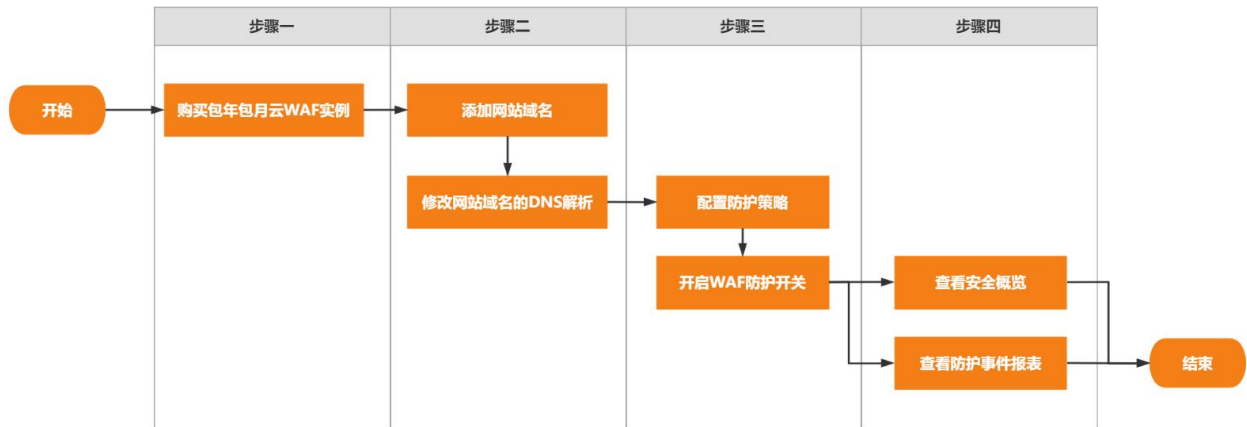 步骤一
步骤二
步骤三
步骤四
开始
购买包年包月云WAF实例
添加网站域名
修改网站域名的DNS解析
配置防护策略
开启WAF防护开关
查看安全概览
查看防护事件报表
结束